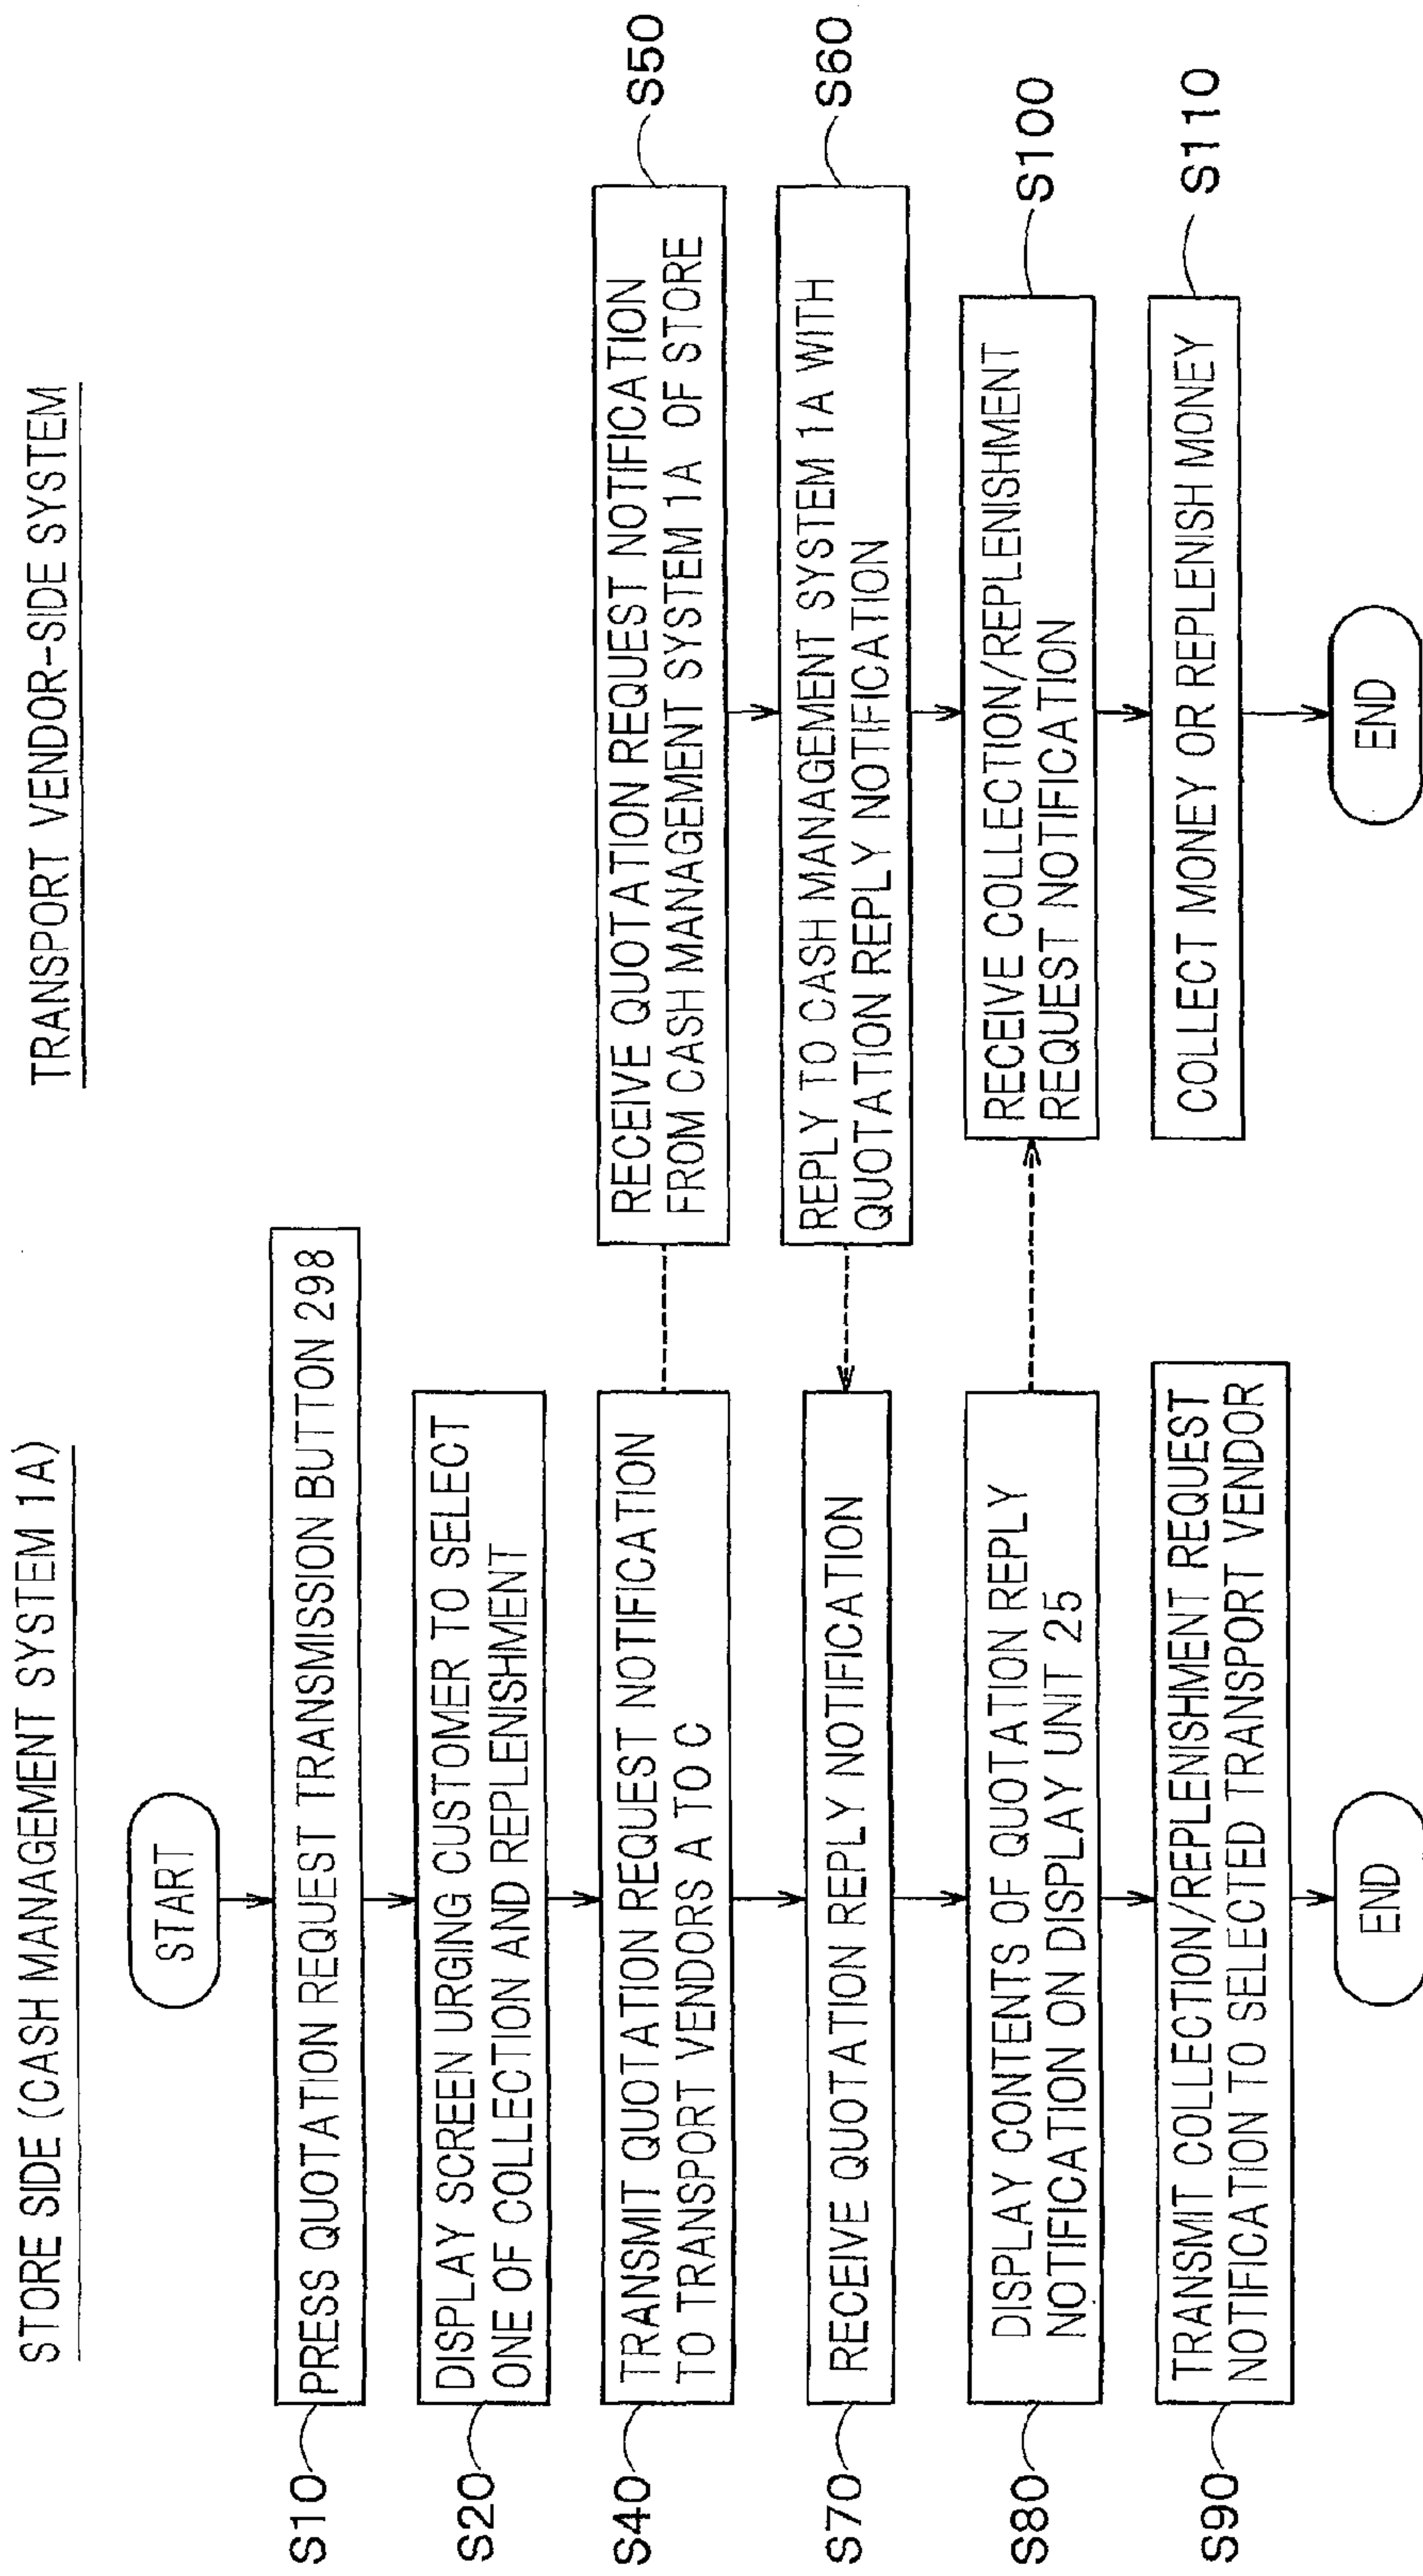 STORE SIDE (CASH MANAGEMENT SYSTEM 1A)
START
S10
PRESS QUOTATION REQUEST TRANSMISSION BUTTON 298
S20
DISPLAY SCREEN URGING CUSTOMER TO SELECT
ONE OF COLLECTION AND REPLENISHMENT
S40
TRANSMIT QUOTATION REQUEST NOTIFICATION
TO TRANSPORT VENDORS A TO C
S70
RECEIVE QUOTATION REPLY NOTIFICATION
S80
DISPLAY CONTENTS OF QUOTATION REPLY
NOTIFICATION ON DISPLAY UNIT 25
S90
TRANSMIT COLLECTION/REPLENISHMENT REQUEST
NOTIFICATION TO SELECTED TRANSPORT VENDOR
END
TRANSPORT VENDOR-SIDE SYSTEM
RECEIVE QUOTATION REQUEST NOTIFICATION
FROM CASH MANAGEMENT SYSTEM 1A OF STORE
S50
REPLY TO CASH MANAGEMENT SYSTEM 1A WITH
QUOTATION REPLY NOTIFICATION
S60
RECEIVE COLLECTION/REPLENISHMENT
REQUEST NOTIFICATION
S100
COLLECT MONEY OR REPLENISH MONEY
S110
END